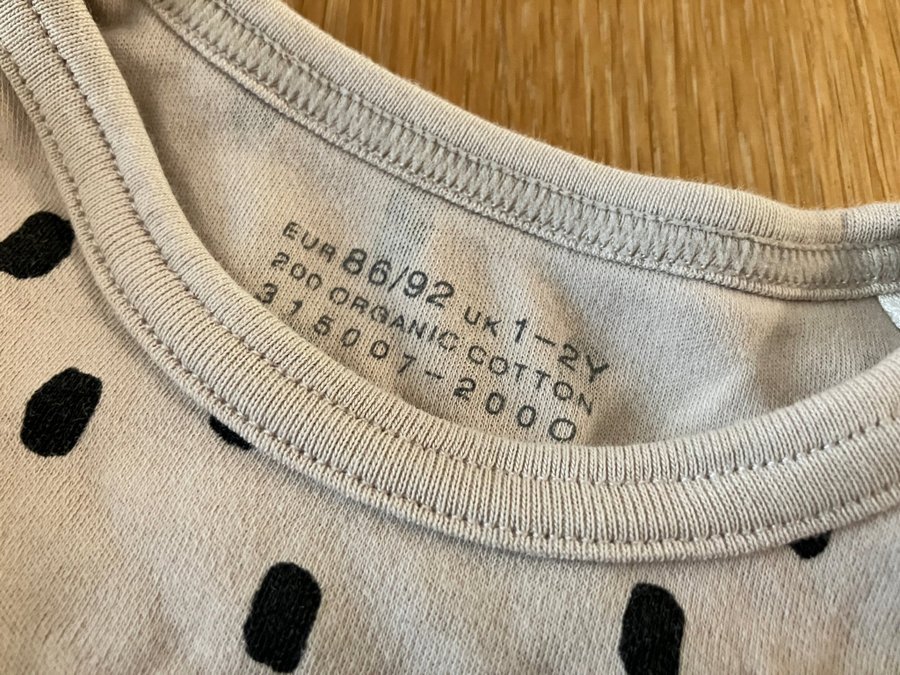 EUR 86/92 UK 1-2Y
200 ORGANIC COTTON
315007-2000